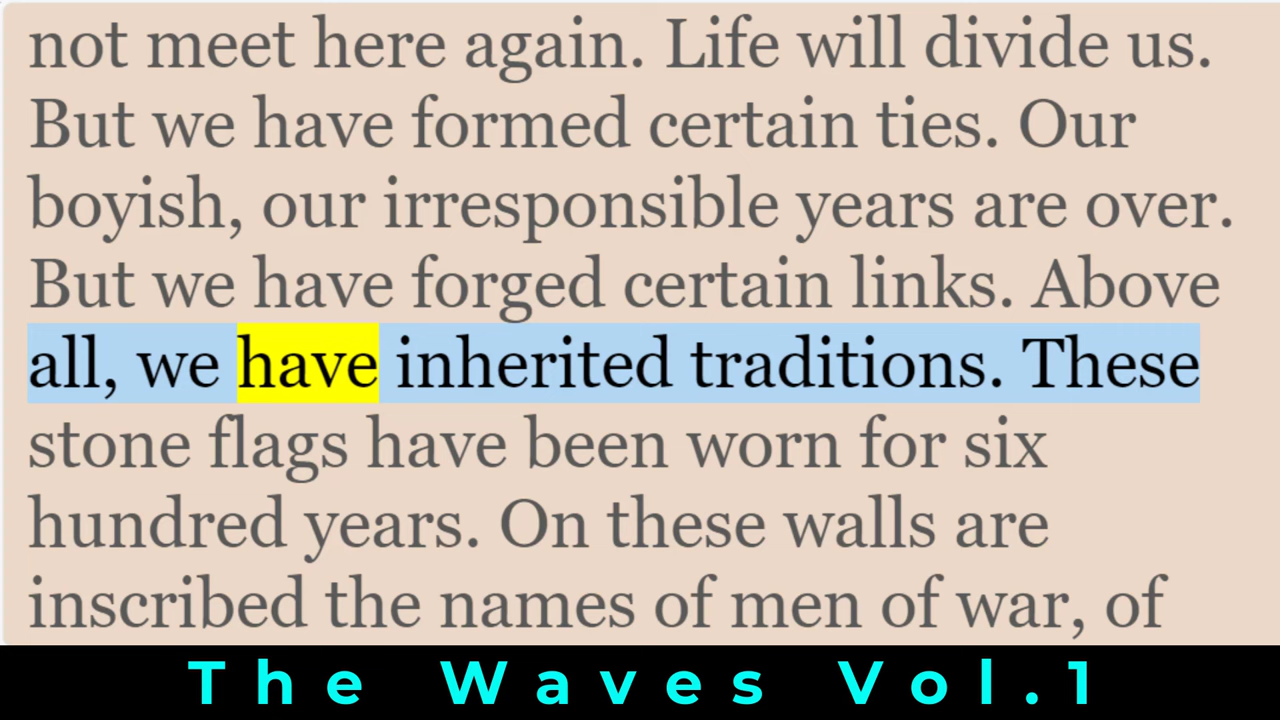 not meet here again. Life will divide us.
But we have formed certain ties. Our
boyish, our irresponsible years are over.
But we have forged certain links. Above
all, we have inherited traditions. These
stone flags have been worn for six
hundred years. On these walls are
inscribed the names of men of war, of
The Waves Vol.1